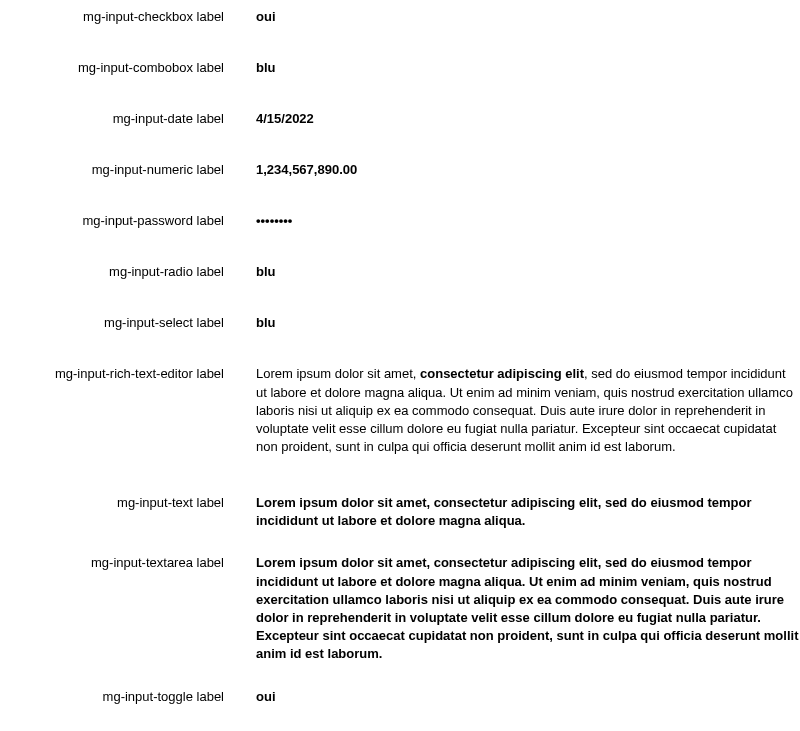 mg-input-checkbox label oui
mg-input-combobox label blu
mg-input-date label 4/15/2022
mg-input-numeric label 1,234,567,890.00
mg-input-password label ••••••••
mg-input-radio label blu
mg-input-select label blu
mg-input-rich-text-editor label Lorem ipsum dolor sit amet, consectetur adipiscing elit, sed do eiusmod tempor incididunt
ut labore et dolore magna aliqua. Ut enim ad minim veniam, quis nostrud exercitation ullamco
laboris nisi ut aliquip ex ea commodo consequat. Duis aute irure dolor in reprehenderit in
voluptate velit esse cillum dolore eu fugiat nulla pariatur. Excepteur sint occaecat cupidatat
non proident, sunt in culpa qui officia deserunt mollit anim id est laborum.
mg-input-text label Lorem ipsum dolor sit amet, consectetur adipiscing elit, sed do eiusmod tempor
incididunt ut labore et dolore magna aliqua.
mg-input-textarea label Lorem ipsum dolor sit amet, consectetur adipiscing elit, sed do eiusmod tempor
incididunt ut labore et dolore magna aliqua. Ut enim ad minim veniam, quis nostrud
exercitation ullamco laboris nisi ut aliquip ex ea commodo consequat. Duis aute irure
dolor in reprehenderit in voluptate velit esse cillum dolore eu fugiat nulla pariatur.
Excepteur sint occaecat cupidatat non proident, sunt in culpa qui officia deserunt mollit
anim id est laborum.
mg-input-toggle label oui